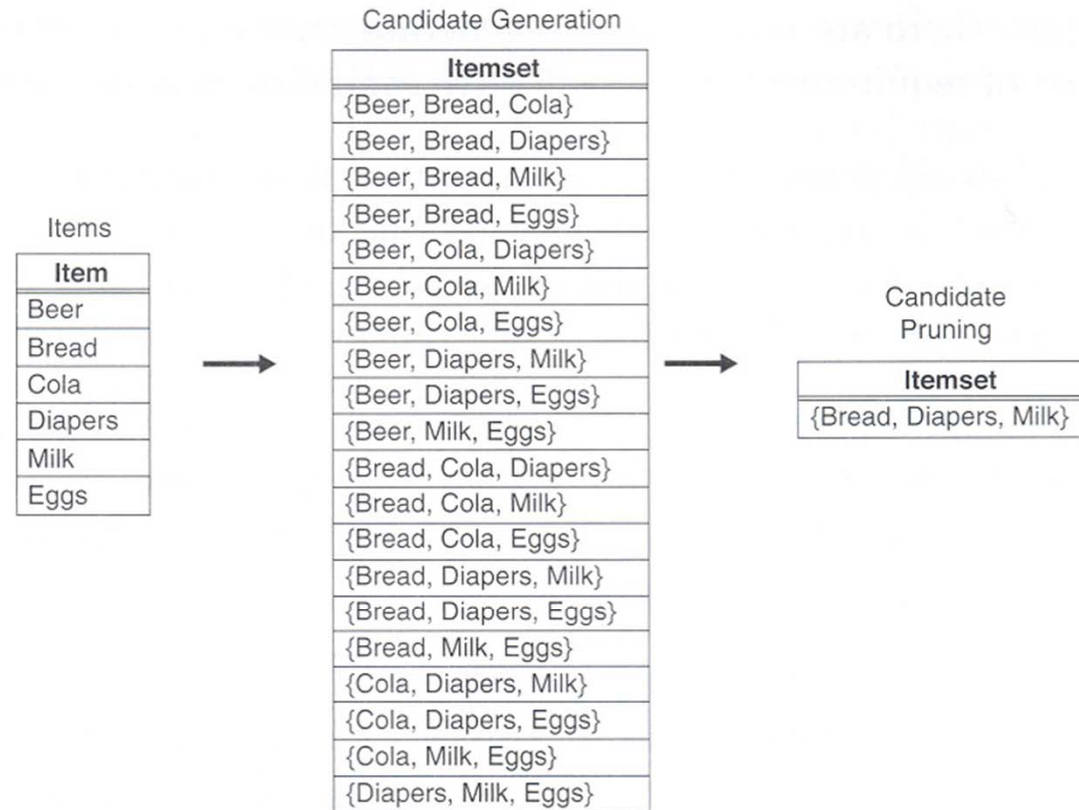 Candidate Generation
Itemset
{Beer, Bread, Cola}
{Beer, Bread, Diapers}
{Beer, Bread, Milk}
{Beer, Bread, Eggs}
{Beer, Cola, Diapers}
{Beer, Cola, Milk}
{Beer, Cola, Eggs}
{Beer, Diapers, Milk}
{Beer, Diapers, Eggs}
{Beer, Milk, Eggs}
{Bread, Cola, Diapers}
{Bread, Cola, Milk}
{Bread, Cola, Eggs}
{Bread, Diapers, Milk}
{Bread, Diapers, Eggs}
{Bread, Milk, Eggs}
{Cola, Diapers, Milk}
{Cola, Diapers, Eggs}
{Cola, Milk, Eggs}
{Diapers, Milk, Eggs}
Items
Item
Beer
Bread
Cola
Diapers
Milk
Eggs
Candidate
Pruning
Itemset
{Bread, Diapers, Milk}